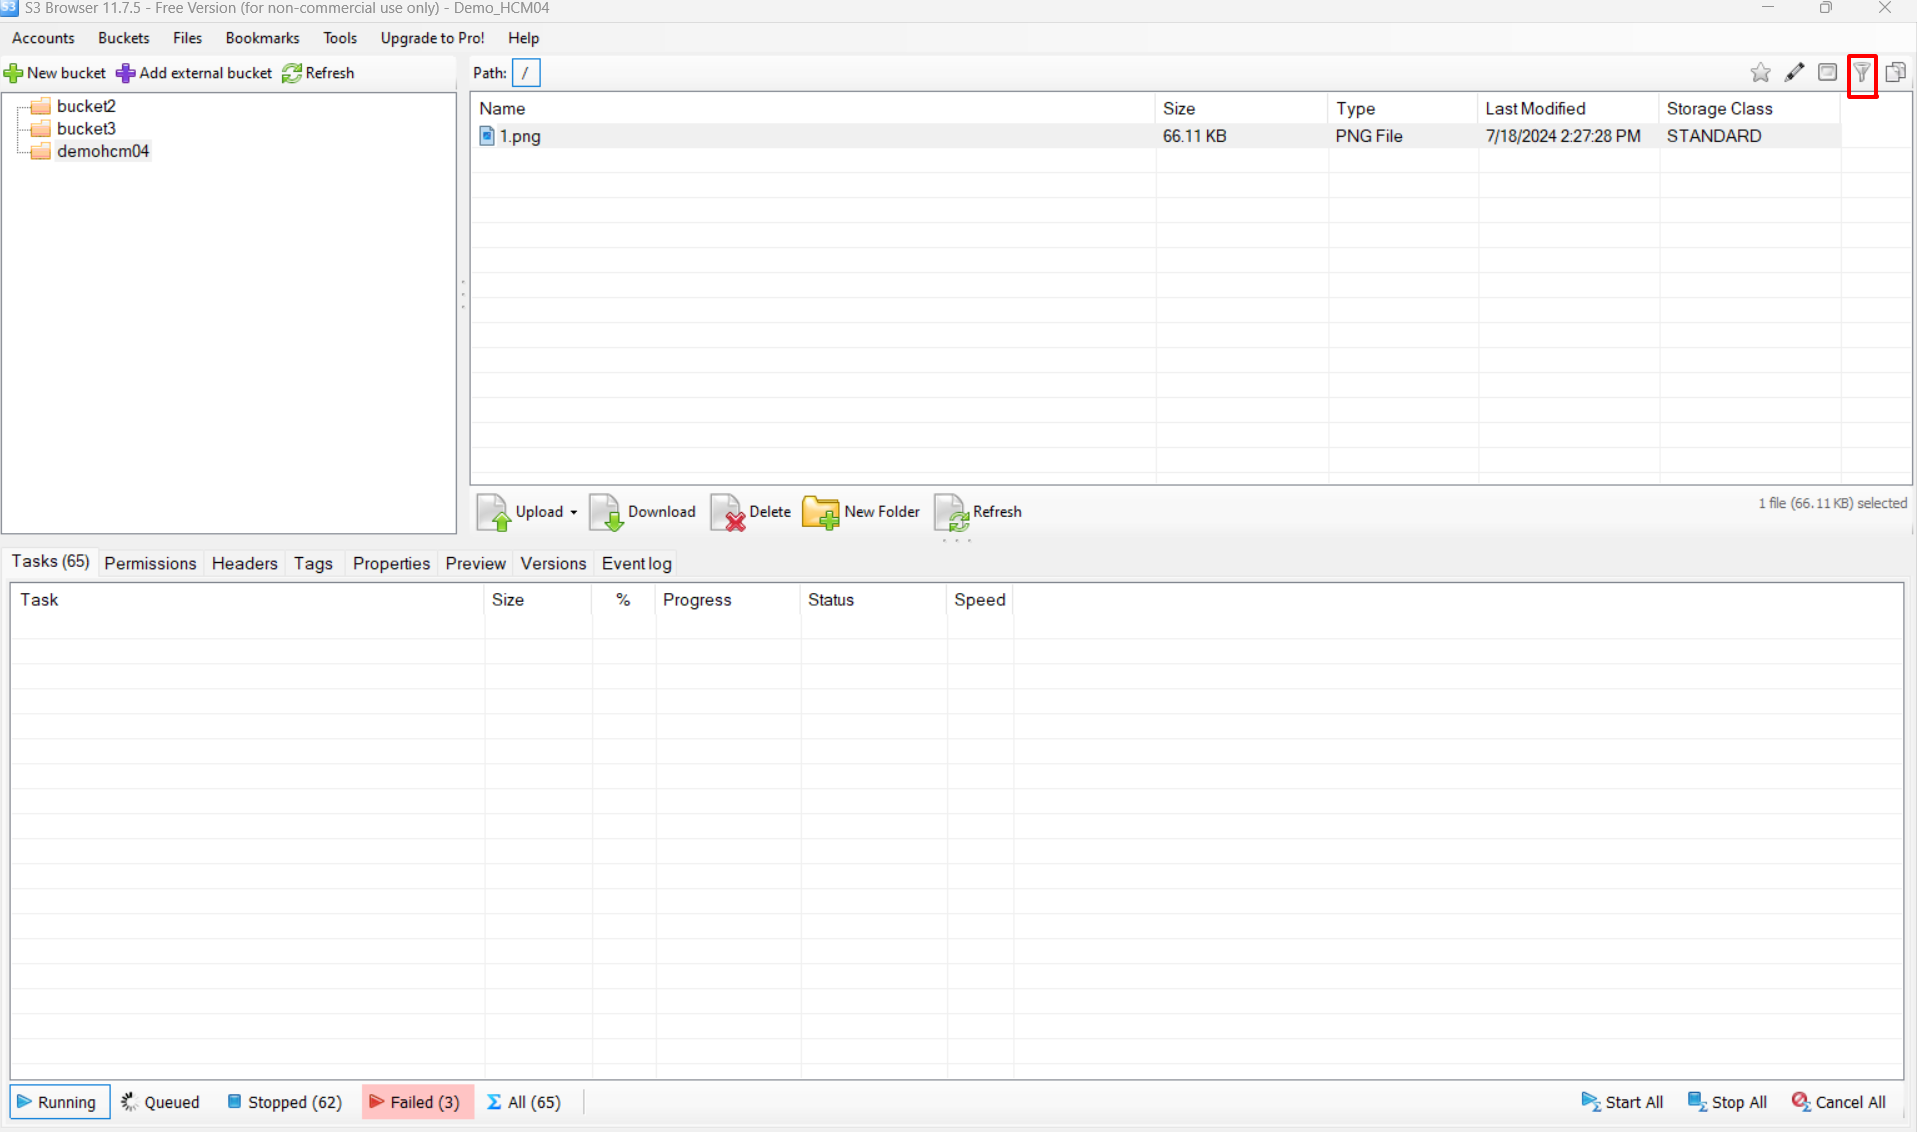 S3 S3 Browser 11.7.5 - Free Version (for non-commercial use only) - Demo_HCM04
Accounts Buckets Files Bookmarks Tools Upgrade to Pro! Help
New bucket Add external bucket Refresh
Path: /
bucket2
bucket3
demohcm04
Name Size Type Last Modified Storage Class
1.png 66.11 KB PNG File 7/18/2024 2:27:28 PM STANDARD
Upload Download Delete New Folder Refresh
1 file (66.11 KB) selected
Tasks (65) Permissions Headers Tags Properties Preview Versions Event log
Task Size % Progress Status Speed
Running Queued Stopped (62) Failed (3) All (65)
Start All Stop All Cancel All